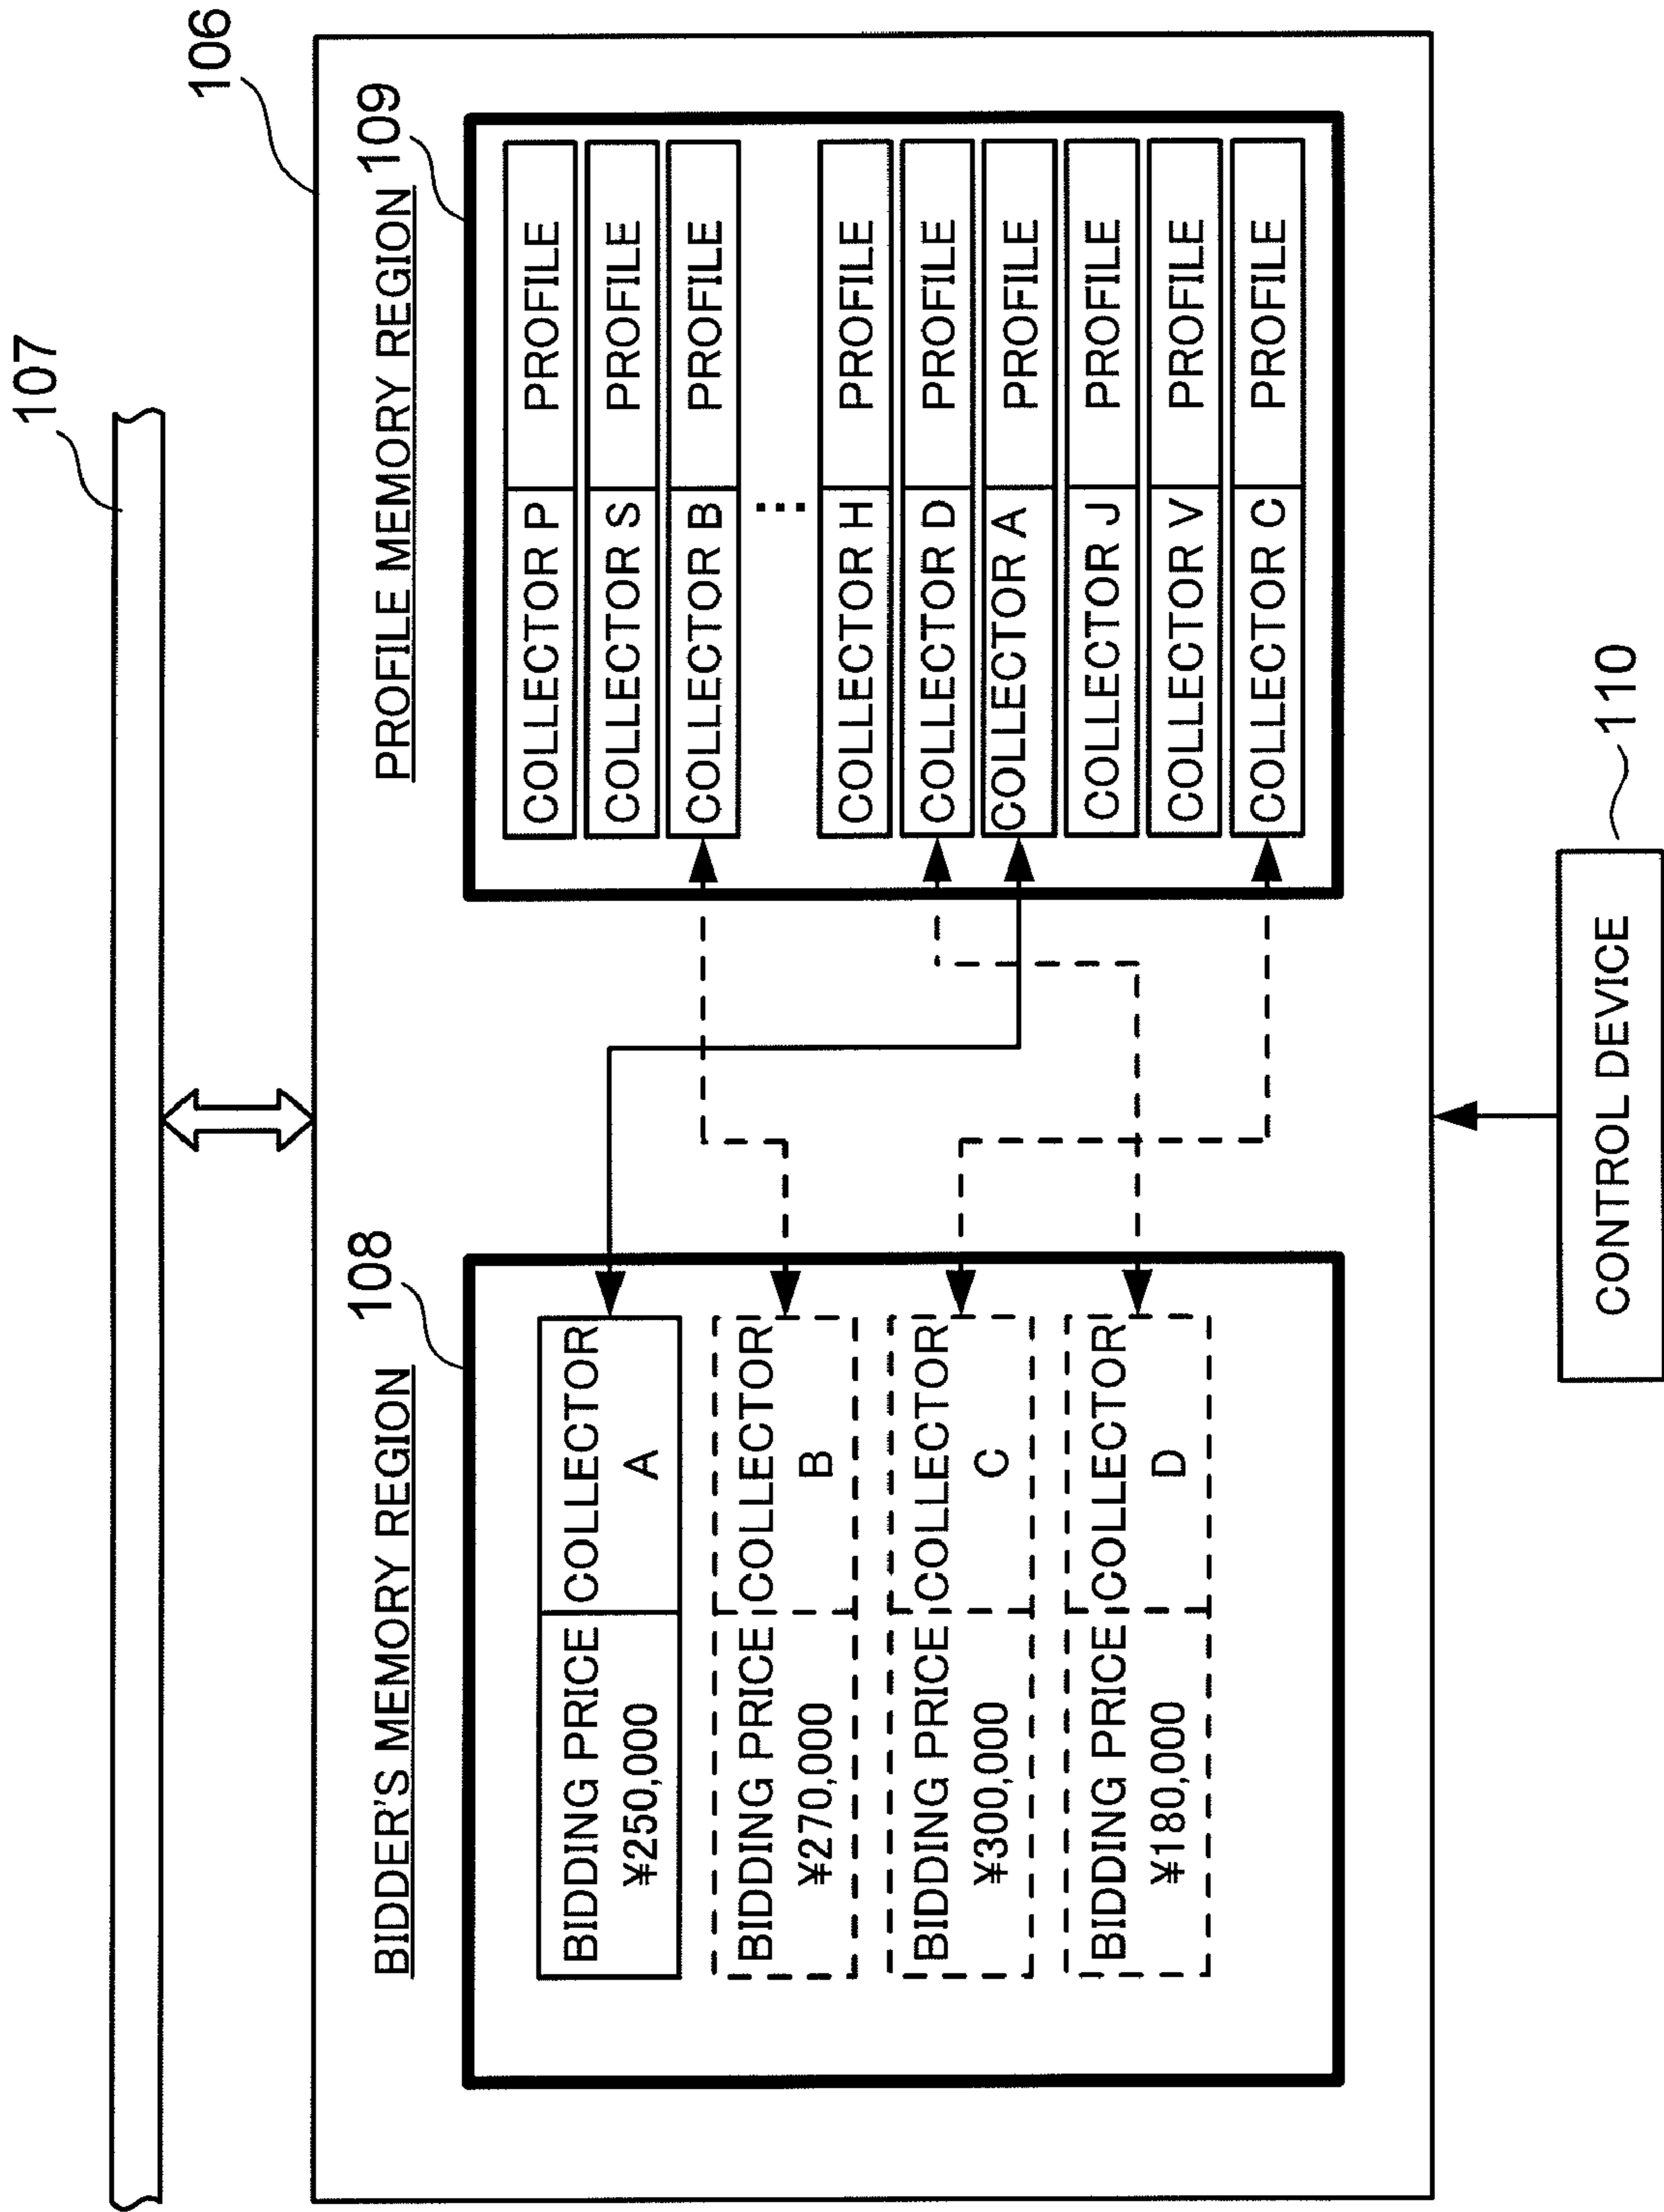 107
106
BIDDER'S MEMORY REGION
108
BIDDING PRICE
¥250,000
COLLECTOR
A
BIDDING PRICE
¥270,000
COLLECTOR
B
BIDDING PRICE
¥300,000
COLLECTOR
C
BIDDING PRICE
¥180,000
COLLECTOR
D
PROFILE MEMORY REGION
109
COLLECTOR P PROFILE
COLLECTOR S PROFILE
COLLECTOR B PROFILE
...
COLLECTOR H PROFILE
COLLECTOR D PROFILE
COLLECTOR A PROFILE
COLLECTOR J PROFILE
COLLECTOR V PROFILE
COLLECTOR C PROFILE
CONTROL DEVICE
110